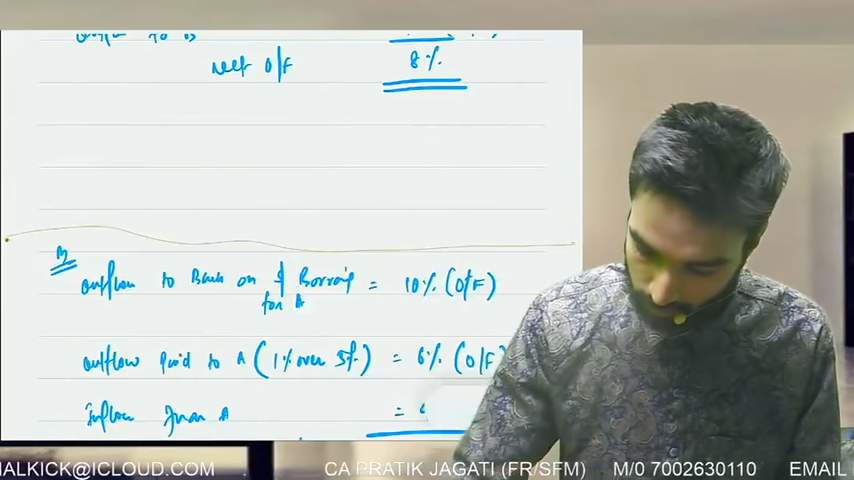 Net O/F
8%
B
outflow to Bank on $ Borro'g = 10% (O/F)
for A
outflow paid to A (1% over 5%) = 6% (O/F
Inflow from A =
IALKICK@ICLOUD.COM CA PRATIK JAGATI (FR/SFM) M/O 7002630110 EMAIL